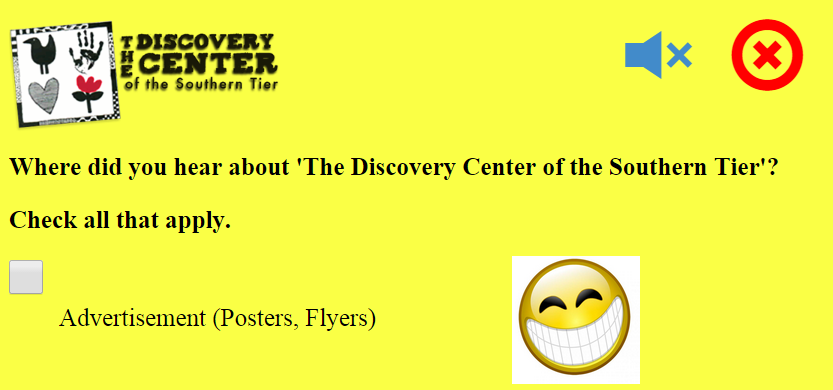 THE DISCOVERY
CENTER
of the Southern Tier
Where did you hear about 'The Discovery Center of the Southern Tier'?
Check all that apply.
Advertisement (Posters, Flyers)